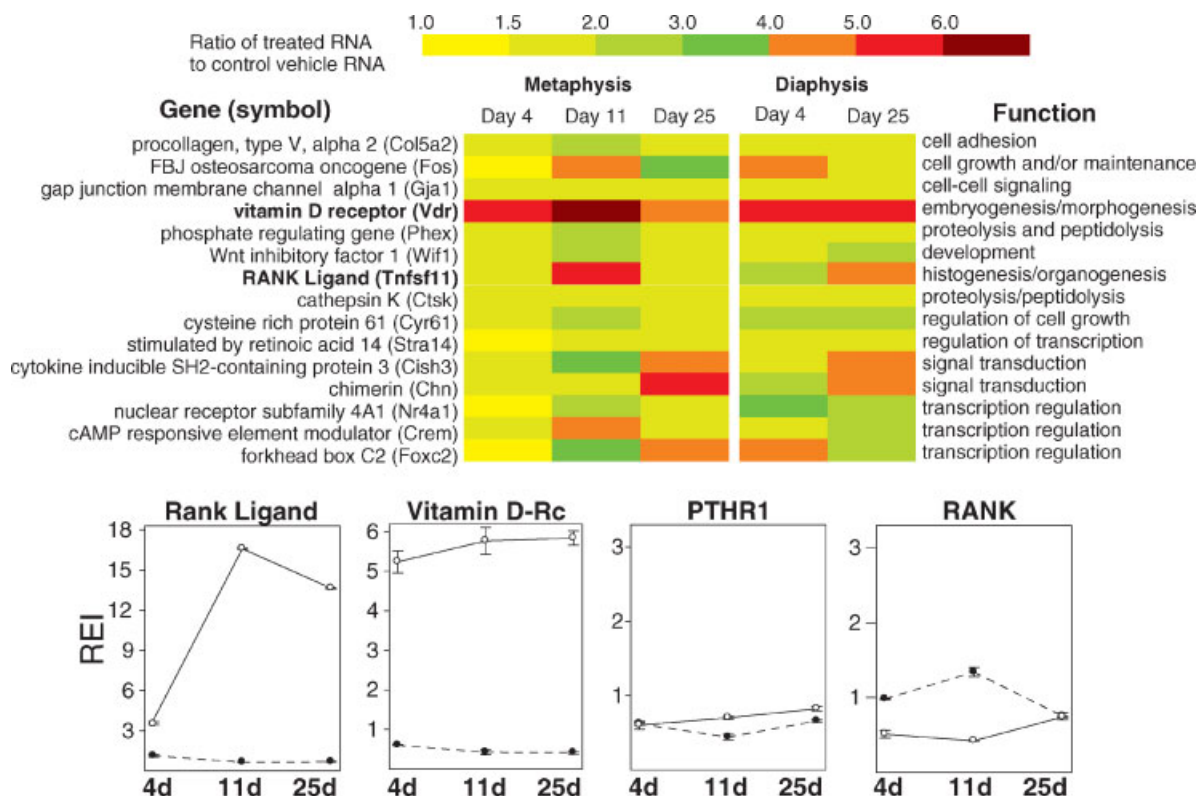 1.0 1.5 2.0 3.0 4.0 5.0 6.0
Ratio of treated RNA
to control vehicle RNA
Metaphysis Diaphysis
Gene (symbol) Day 4 Day 11 Day 25 Day 4 Day 25 Function
procollagen, type V, alpha 2 (Col5a2) cell adhesion
FBJ osteosarcoma oncogene (Fos) cell growth and/or maintenance
gap junction membrane channel alpha 1 (Gja1) cell-cell signaling
vitamin D receptor (Vdr) embryogenesis/morphogenesis
phosphate regulating gene (Phex) proteolysis and peptidolysis
Wnt inhibitory factor 1 (Wif1) development
RANK Ligand (Tnfsf11) histogenesis/organogenesis
cathepsin K (Ctsk) proteolysis/peptidolysis
cysteine rich protein 61 (Cyr61) regulation of cell growth
stimulated by retinoic acid 14 (Stra14) regulation of transcription
cytokine inducible SH2-containing protein 3 (Cish3) signal transduction
chimerin (Chn) signal transduction
nuclear receptor subfamily 4A1 (Nr4a1) transcription regulation
cAMP responsive element modulator (Crem) transcription regulation
forkhead box C2 (Foxc2) transcription regulation
Rank Ligand Vitamin D-Rc PTHR1 RANK
REI
18
15
12
9
6
3
6
5
4
3
2
1
3
2
1
3
2
1
4d 11d 25d 4d 11d 25d 4d 11d 25d 4d 11d 25d